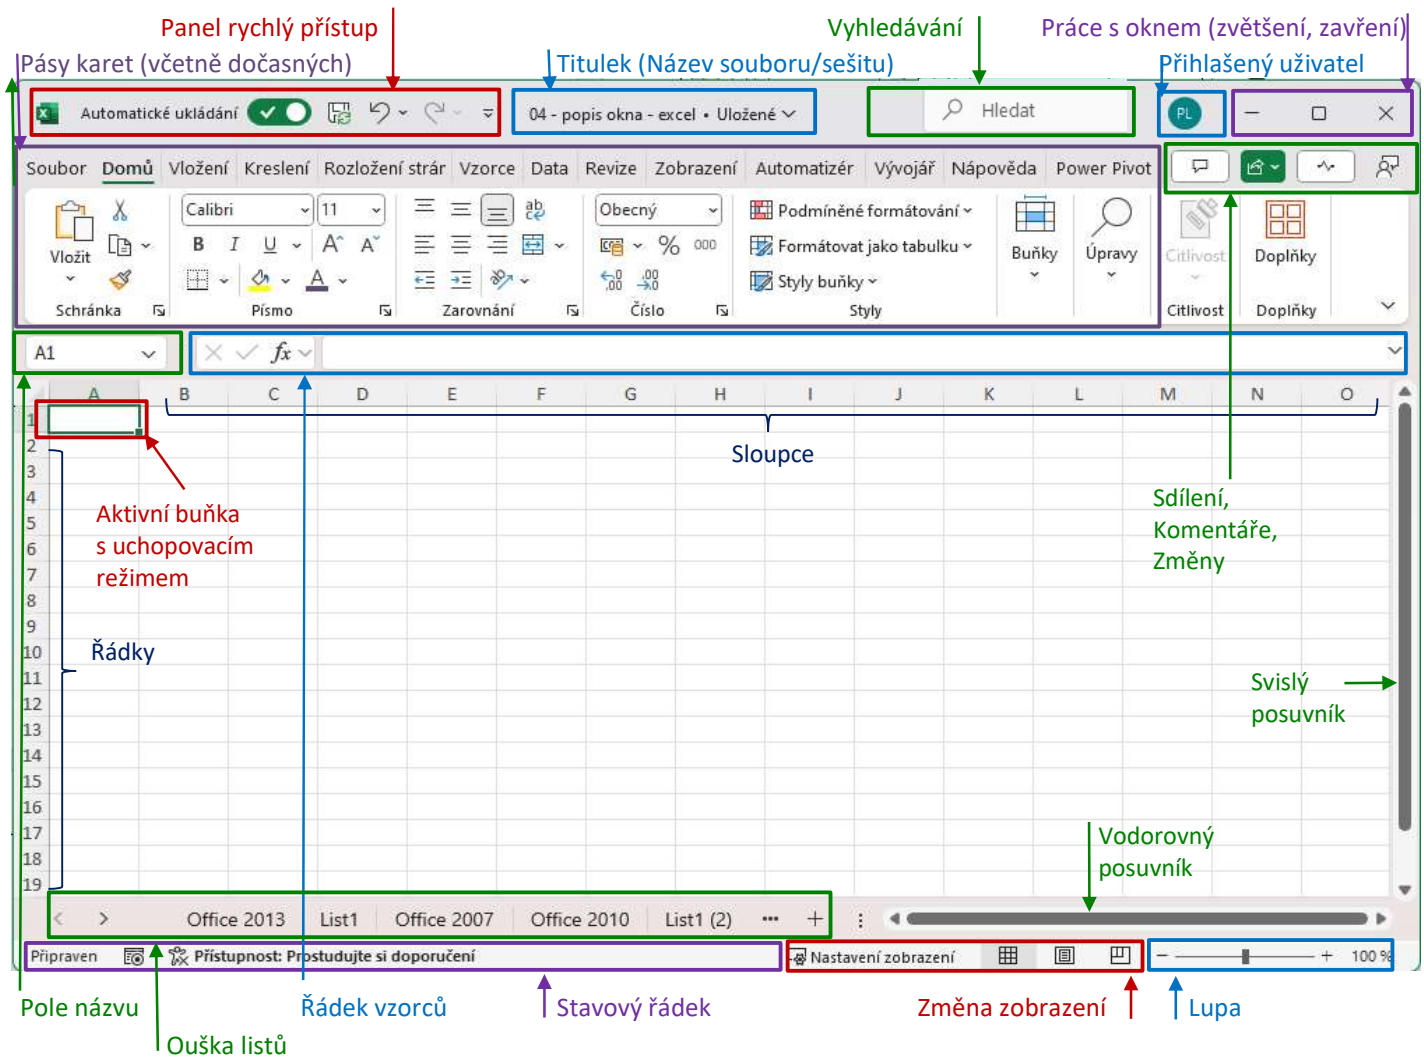 Panel rychlý přístup
Vyhledávání
Práce s oknem (zvětšení, zavření)
Pásy karet (včetně dočasných)
Titulek (Název souboru/sešitu)
Přihlašený uživatel
Automatické ukládání
04 - popis okna - excel • Uložené
Hledat
PL
Soubor Domů Vložení Kreslení Rozložení strár Vzorce Data Revize Zobrazení Automatizér Vývojář Nápověda Power Pivot
Calibri 11 ab Obecný Podmíněné formátování
Vložit B I U A A % 000 Formátovat jako tabulku Buňky Úpravy Citlivost Doplňky
A Styly buňky
Schránka Písmo Zarovnání Číslo Styly Citlivost Doplňky
A1 fx
A B C D E F G H I J K L M N O
1
2
Sloupce
3
4
Sdílení,
Komentáře,
Změny
5
Aktivní buňka
s uchopovacím
režimem
6
7
8
9
10
Řádky
11
Svislý
posuvník
12
13
14
15
16
17
Vodorovný
posuvník
18
19
Office 2013 List1 Office 2007 Office 2010 List1 (2) ••• +
Připraven Přístupnost: Prostudujte si doporučení Nastavení zobrazení − + 100 %
Pole názvu
Řádek vzorců
Stavový řádek
Změna zobrazení
Lupa
Ouška listů